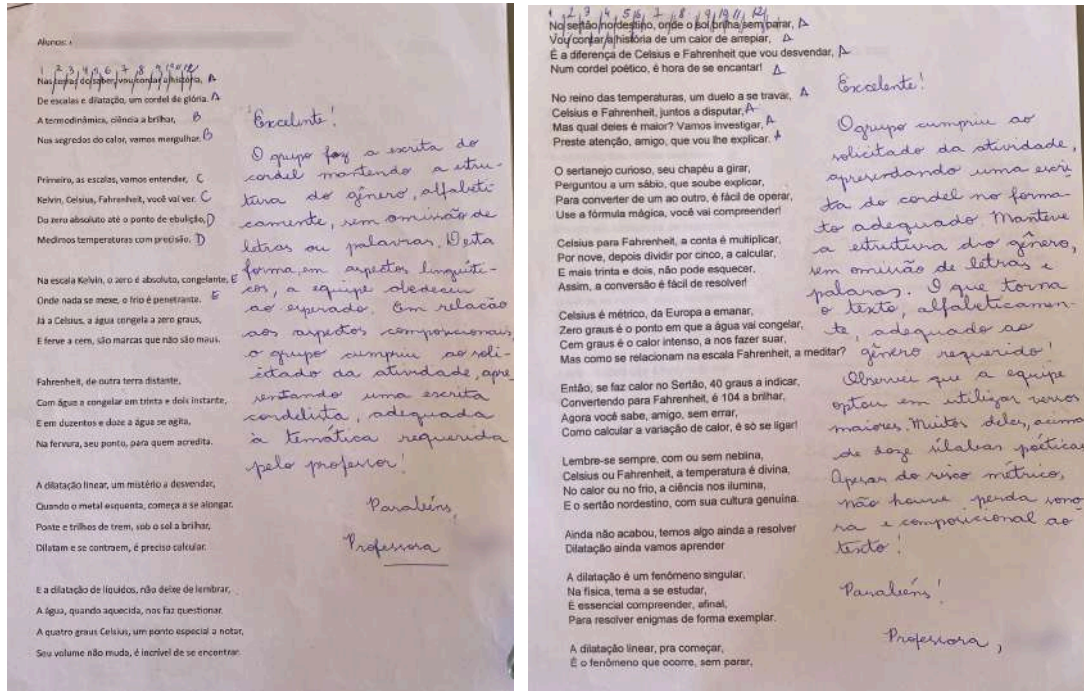 Alunos:
1 2 3 4 5 6 7 8 9 10 11 12
Nas terras do saber, vou contar a história, A
De escalas e dilatação, um cordel de glória. A
A termodinâmica, ciência a brilhar, B
Nos segredos do calor, vamos mergulhar. B
Primeiro, as escalas, vamos entender, C
Kelvin, Celsius, Fahrenheit, você vai ver. C
Do zero absoluto até o ponto de ebulição, D
Medimos temperaturas com precisão. D
Na escala Kelvin, o zero é absoluto, congelante, E
Onde nada se mexe, o frio é penetrante. E
Já a Celsius, a água congela a zero graus,
E ferve a cem, são marcas que não são maus.
Fahrenheit, de outra terra distante,
Com água a congelar em trinta e dois instante,
E em duzentos e doze a água se agita,
Na fervura, seu ponto, para quem acredita.
A dilatação linear, um mistério a desvendar,
Quando o metal esquenta, começa a se alongar.
Ponte e trilhos de trem, sob o sol a brilhar,
Dilatam e se contraem, é preciso calcular.
E a dilatação de líquidos, não deixe de lembrar,
A água, quando aquecida, nos faz questionar.
A quatro graus Celsius, um ponto especial a notar,
Seu volume não muda, é incrível de se encontrar.
Excelente!
O grupo fez a escrita do
cordel mantendo a estru-
tura do gênero, alfabeti-
camente, sem omissão de
letras ou palavras. Desta
forma, em aspectos linguísti-
cos, a equipe obedeceu
ao esperado. Em relação
aos aspectos composicionais,
o grupo cumpriu ao soli-
citado da atividade, apre-
sentando uma escrita
cordelista, adequada
à temática requerida
pelo professor!
Parabéns,
Professora
1 2 3 4 5 6 7 8 9 10 11 12
No sertão nordestino, onde o sol brilha sem parar, A
Vou contar a história de um calor de arrepiar, A
É a diferença de Celsius e Fahrenheit que vou desvendar, A
Num cordel poético, é hora de se encantar! A
No reino das temperaturas, um duelo a se travar, A
Celsius e Fahrenheit, juntos a disputar, A
Mas qual deles é maior? Vamos investigar, A
Preste atenção, amigo, que vou lhe explicar. A
O sertanejo curioso, seu chapéu a girar,
Perguntou a um sábio, que soube explicar,
Para converter de um ao outro, é fácil de operar,
Use a fórmula mágica, você vai compreender!
Celsius para Fahrenheit, a conta é multiplicar,
Por nove, depois dividir por cinco, a calcular,
E mais trinta e dois, não pode esquecer,
Assim, a conversão é fácil de resolver!
Celsius é métrico, da Europa a emanar,
Zero graus é o ponto em que a água vai congelar,
Cem graus é o calor intenso, a nos fazer suar,
Mas como se relacionam na escala Fahrenheit, a meditar?
Então, se faz calor no Sertão, 40 graus a indicar,
Convertendo para Fahrenheit, é 104 a brilhar,
Agora você sabe, amigo, sem errar,
Como calcular a variação de calor, é só se ligar!
Lembre-se sempre, com ou sem neblina,
Celsius ou Fahrenheit, a temperatura é divina,
No calor ou no frio, a ciência nos ilumina,
E o sertão nordestino, com sua cultura genuína.
Ainda não acabou, temos algo ainda a resolver
Dilatação ainda vamos aprender
A dilatação é um fenômeno singular,
Na física, tema a se estudar,
É essencial compreender, afinal,
Para resolver enigmas de forma exemplar.
A dilatação linear, pra começar,
É o fenômeno que ocorre, sem parar,
Excelente!
O grupo cumpriu ao
solicitado da atividade,
apresentando uma escri-
ta do cordel no forma-
to adequado. Manteve
a estrutura do gênero,
sem omissão de letras e
palavras. O que torna
o texto, alfabeticamen-
te, adequado ao
gênero requerido!
Observei que a equipe
optou em utilizar versos
maiores. Muitos deles, acima
de doze sílabas poéticas.
Apesar do risco métrico,
não houve perda sono-
ra e composicional ao
texto!
Parabéns!
Professora,